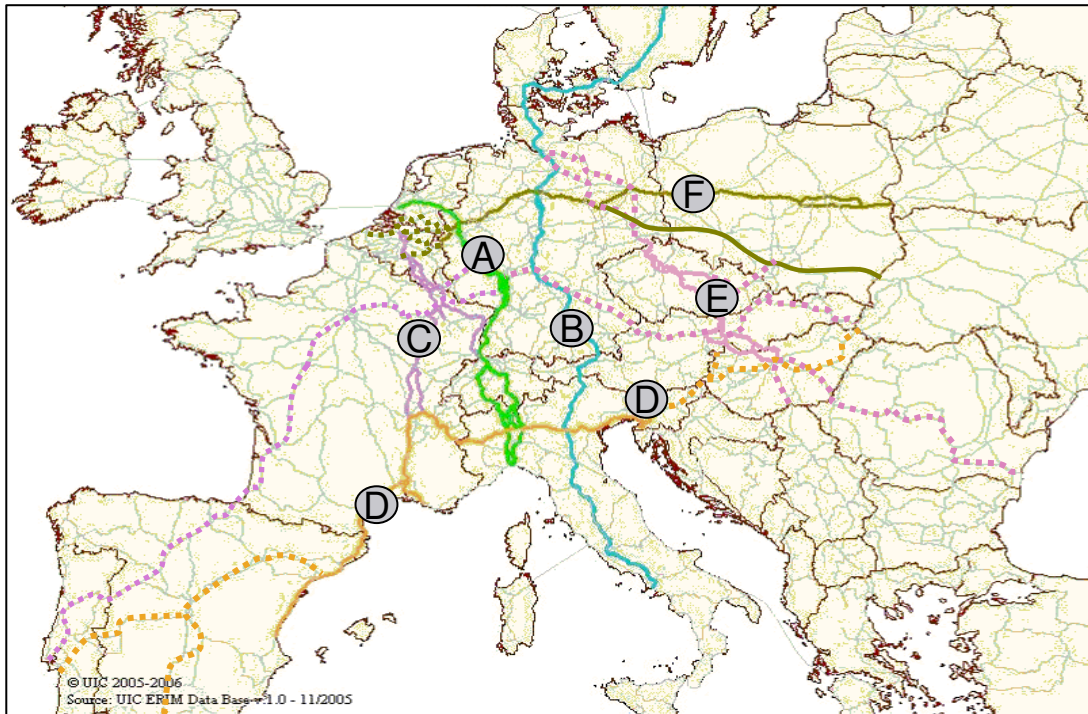 F
A
E
B
C
D
D
© UIC 2005-2006
Source: UIC ERIM Data Base v.1.0 - 11/2005